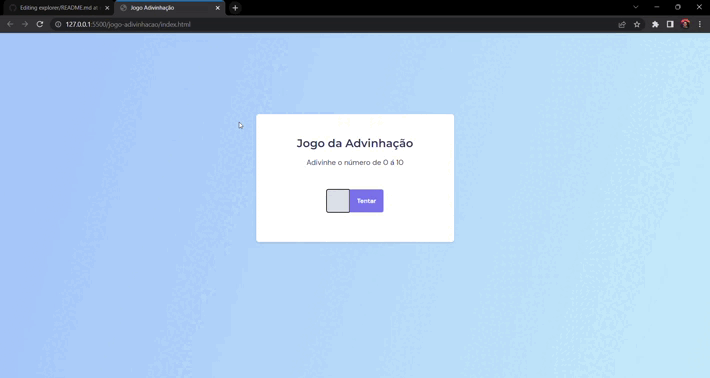 Editing explorer/README.md at
Jogo Adivinhação
127.0.0.1:5500/jogo-adivinhacao/index.html
Jogo da Advinhação
Adivinhe o número de 0 á 10
Tentar